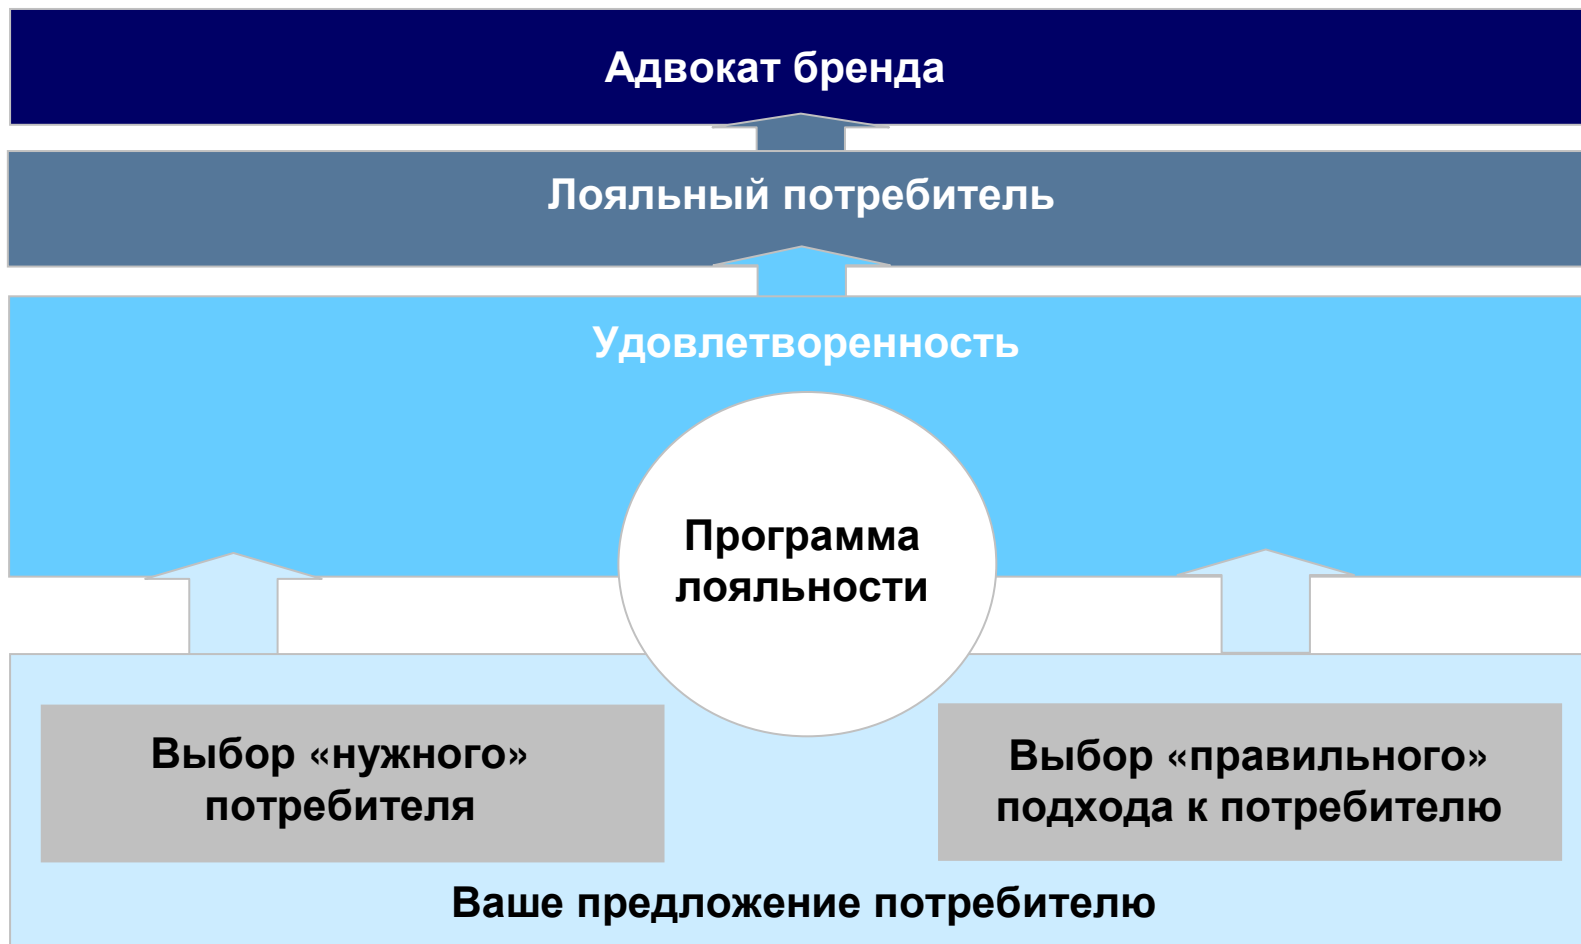 Адвокат бренда
Лояльный потребитель
Удовлетворенность
Программа
лояльности
Выбор «нужного»
потребителя
Выбор «правильного»
подхода к потребителю
Ваше предложение потребителю